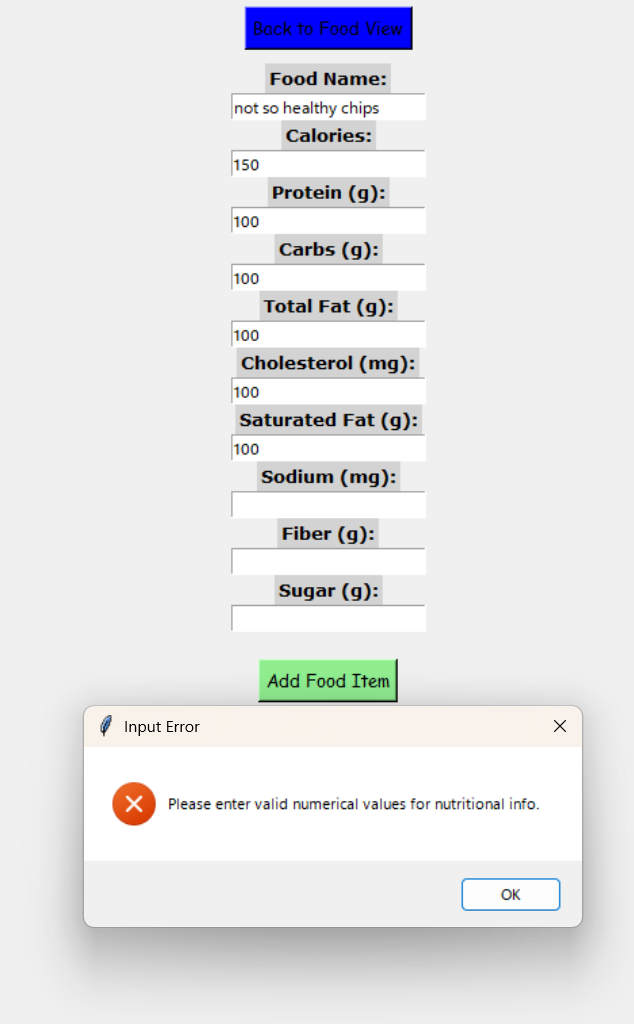 Back to Food View
Food Name:
not so healthy chips
Calories:
150
Protein (g):
100
Carbs (g):
100
Total Fat (g):
100
Cholesterol (mg):
100
Saturated Fat (g):
100
Sodium (mg):
Fiber (g):
Sugar (g):
Add Food Item
Input Error
Please enter valid numerical values for nutritional info.
OK